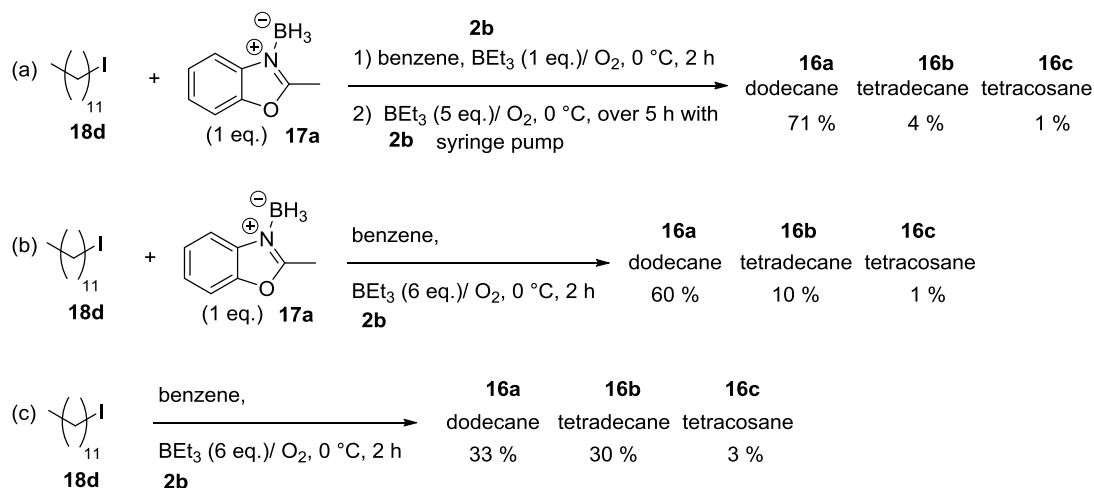 (a)
I
11
18d
+
⊖
BH3
⊕
N
O
(1 eq.) 17a
2b
1) benzene, BEt3 (1 eq.)/ O2, 0 °C, 2 h
2) BEt3 (5 eq.)/ O2, 0 °C, over 5 h with
2b syringe pump
16a 16b 16c
dodecane tetradecane tetracosane
71 % 4 % 1 %
(b)
I
11
18d
+
⊖
BH3
⊕
N
O
(1 eq.) 17a
benzene,
BEt3 (6 eq.)/ O2, 0 °C, 2 h
2b
16a 16b 16c
dodecane tetradecane tetracosane
60 % 10 % 1 %
(c)
I
11
18d
benzene,
BEt3 (6 eq.)/ O2, 0 °C, 2 h
2b
16a 16b 16c
dodecane tetradecane tetracosane
33 % 30 % 3 %